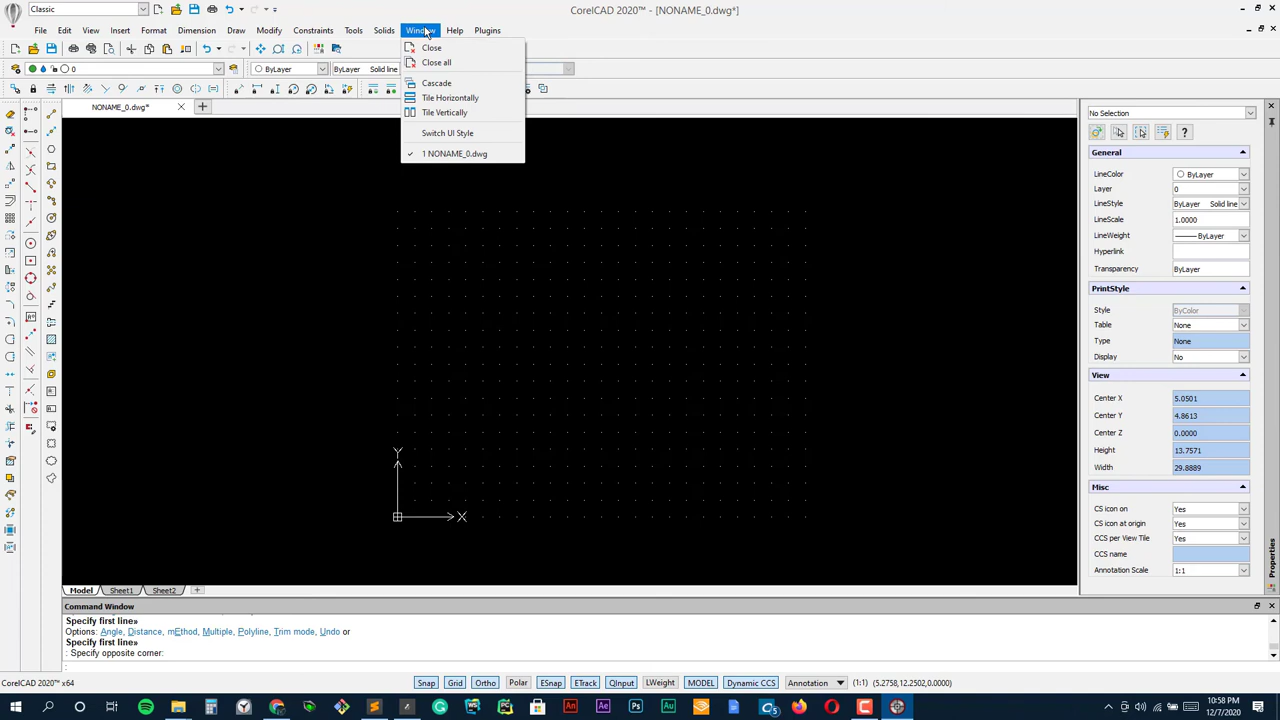 Classic
CorelCAD 2020™ - [NONAME_0.dwg*]
File Edit View Insert Format Dimension Draw Modify Constraints Tools Solids Window Help Plugins
Close
Close all
Cascade
Tile Horizontally
Tile Vertically
Switch UI Style
1 NONAME_0.dwg
0
ByLayer
ByLayer Solid line
NONAME_0.dwg*
Y
X
No Selection
General
LineColor ByLayer
Layer 0
LineStyle ByLayer Solid line
LineScale 1.0000
LineWeight ByLayer
Hyperlink
Transparency ByLayer
PrintStyle
Style ByColor
Table None
Type None
Display No
View
Center X 5.0501
Center Y 4.8613
Center Z 0.0000
Height 13.7571
Width 29.8889
Misc
CS icon on Yes
CS icon at origin Yes
CCS per View Tile Yes
CCS name
Annotation Scale 1:1
Properties
Model Sheet1 Sheet2
Command Window
Specify first line»
Options: Angle, Distance, mEthod, Multiple, Polyline, Trim mode, Undo or
Specify first line»
: Specify opposite corner:
:
CorelCAD 2020™ x64
Snap Grid Ortho Polar ESnap ETrack QInput LWeight MODEL Dynamic CCS Annotation (1:1) (5.2758,12.2502,0.0000)
10:58 PM
12/7/2020